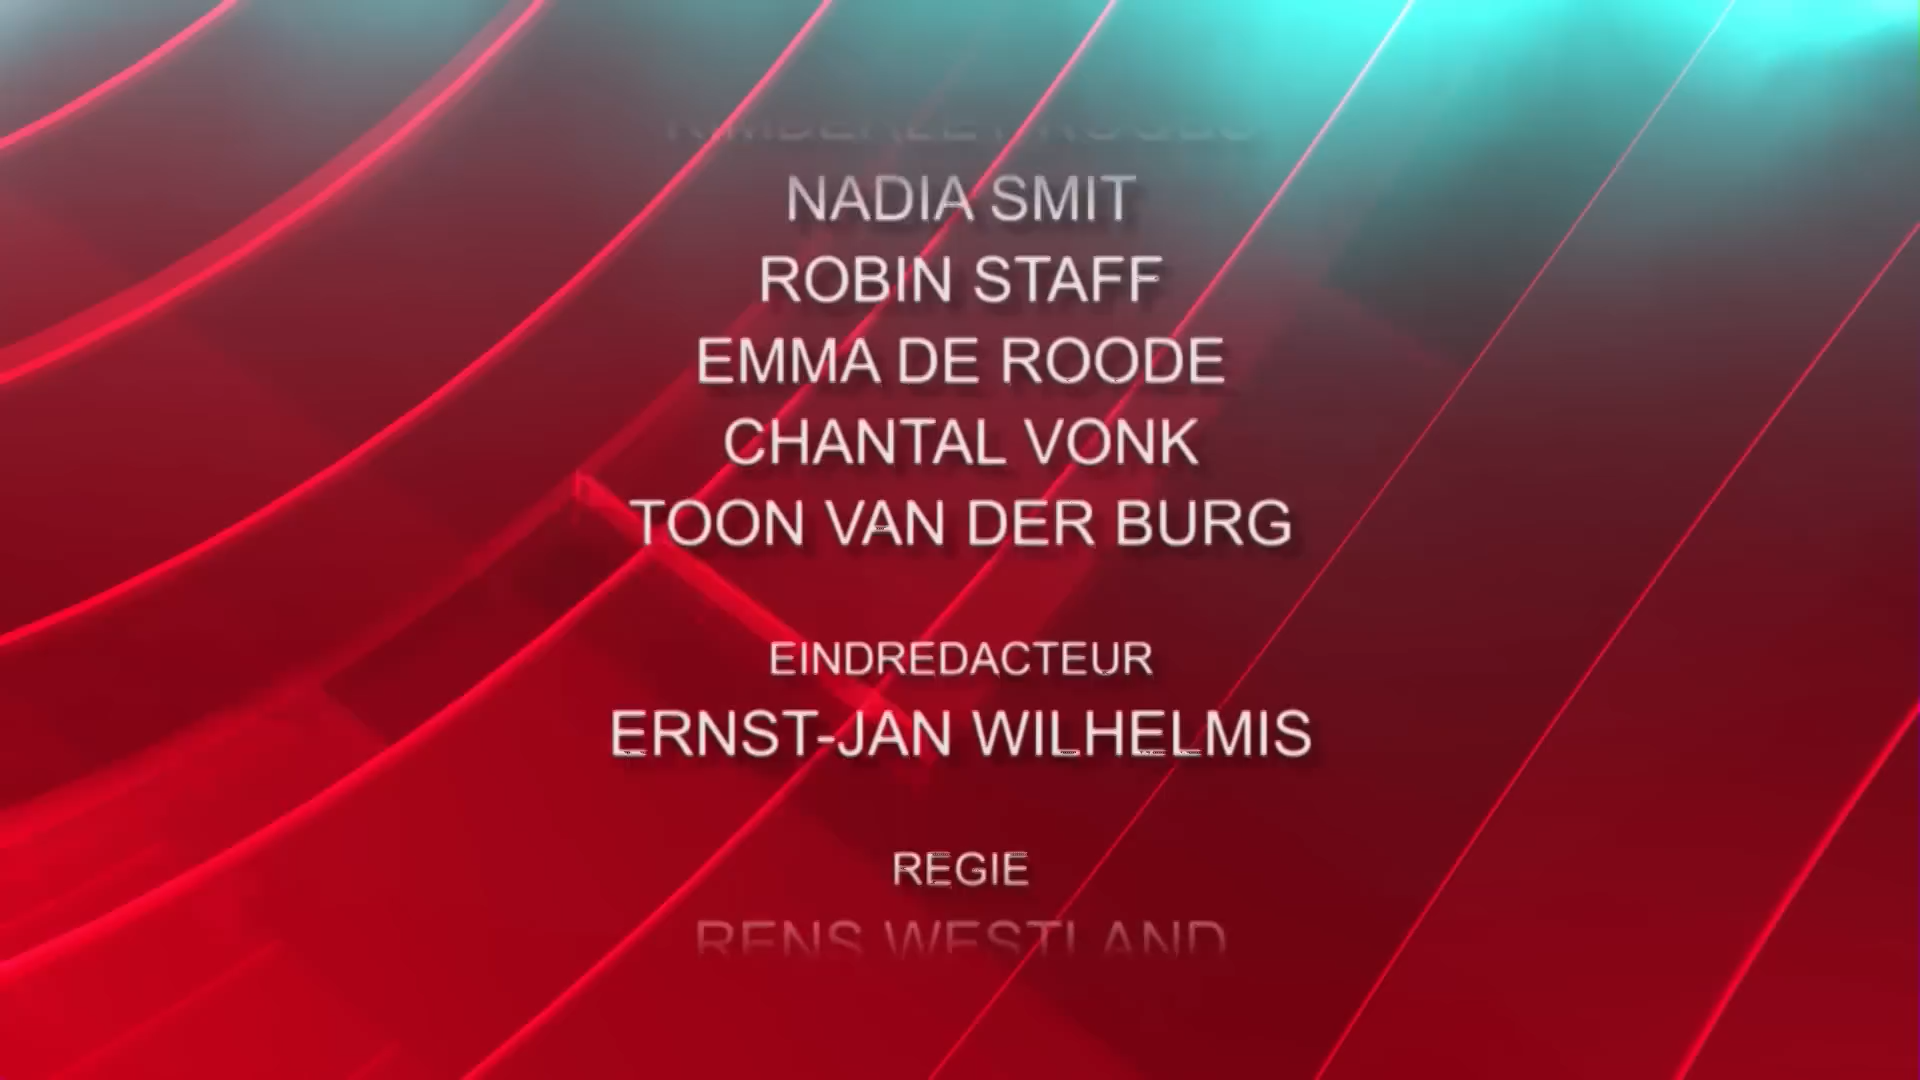 NADIA SMIT
ROBIN STAFF
EMMA DE ROODE
CHANTAL VONK
TOON VAN DER BURG
EINDREDACTEUR
ERNST-JAN WILHELMIS
REGIE
RENS WESTLAND